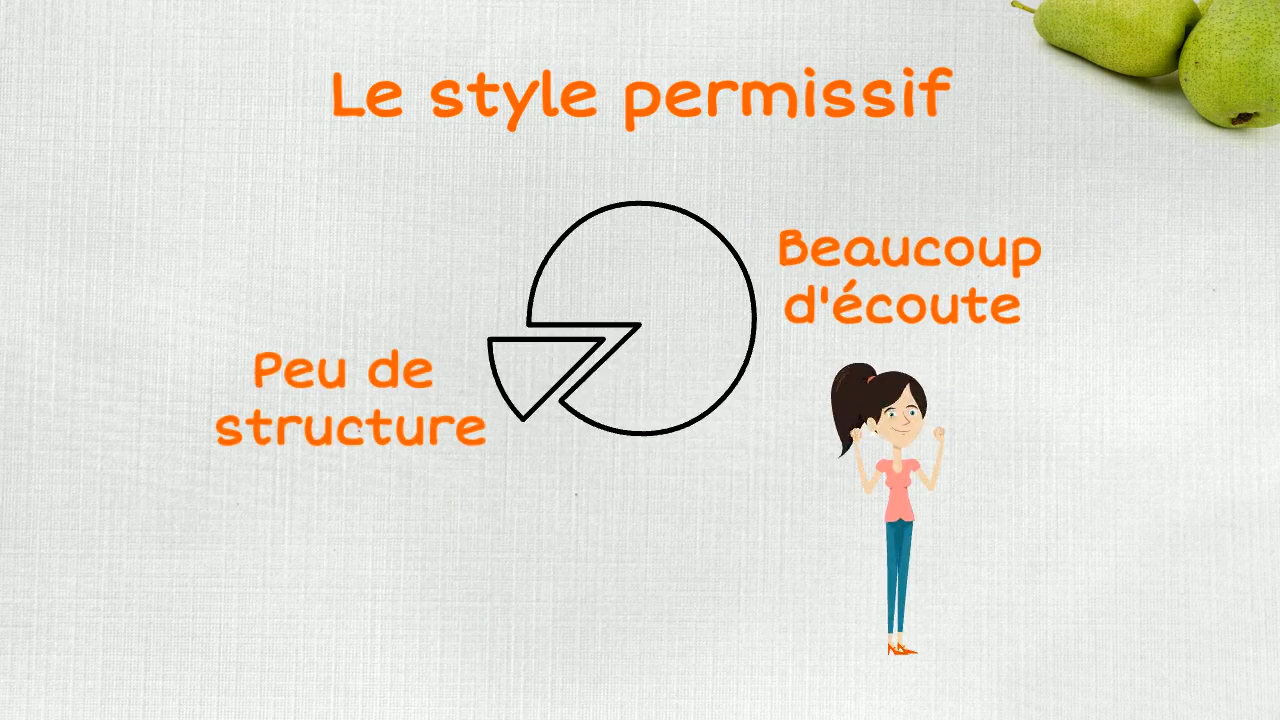 Le style permissif
Beaucoup
d'écoute
Peu de
structure